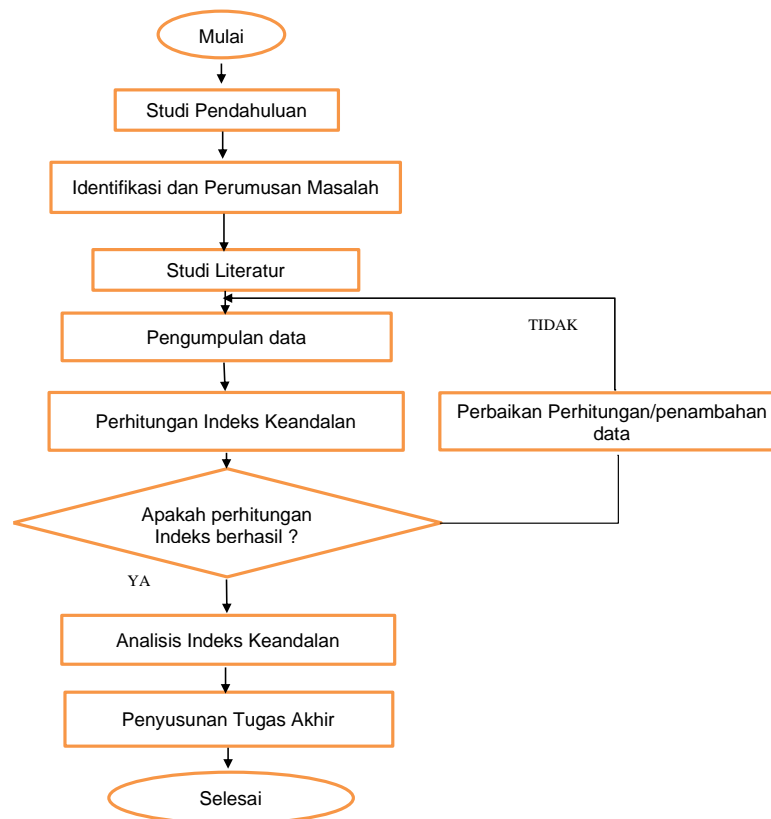 Mulai
Studi Pendahuluan
Identifikasi dan Perumusan Masalah
Studi Literatur
TIDAK
Pengumpulan data
Perhitungan Indeks Keandalan
Perbaikan Perhitungan/penambahan
data
Apakah perhitungan
Indeks berhasil ?
YA
Analisis Indeks Keandalan
Penyusunan Tugas Akhir
Selesai